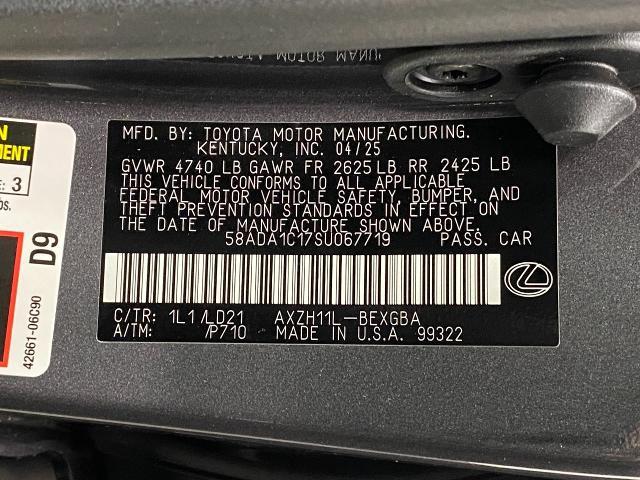 MFD. BY: TOYOTA MOTOR MANUFACTURING.
KENTUCKY, INC. 04/25
GVWR 4740 LB GAWR FR 2625 LB RR 2425 LB
THIS VEHICLE CONFORMS TO ALL APPLICABLE
FEDERAL MOTOR VEHICLE SAFETY, BUMPER, AND
THEFT PREVENTION STANDARDS IN EFFECT ON
THE DATE OF MANUFACTURE SHOWN ABOVE.
58ADA1C17SU067719 PASS. CAR
C/TR: 1L1/LD21 AXZH11L-BEXGBA
A/TM: /P710 MADE IN U.S.A. 99322
3
D9
42661-06C90